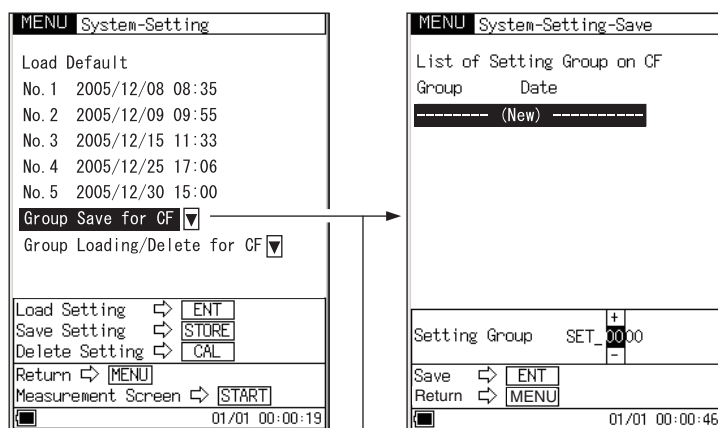 MENU System-Setting
Load Default
No. 1 2005/12/08 08:35
No. 2 2005/12/09 09:55
No. 3 2005/12/15 11:33
No. 4 2005/12/25 17:06
No. 5 2005/12/30 15:00
Group Save for CF ▼
Group Loading/Delete for CF ▼
Load Setting ⇨ ENT
Save Setting ⇨ STORE
Delete Setting ⇨ CAL
Return ⇨ MENU
Measurement Screen ⇨ START
01/01 00:00:19
MENU System-Setting-Save
List of Setting Group on CF
Group Date
-------- (New) ----------
+
Setting Group SET_0000
-
Save ⇨ ENT
Return ⇨ MENU
01/01 00:00:46